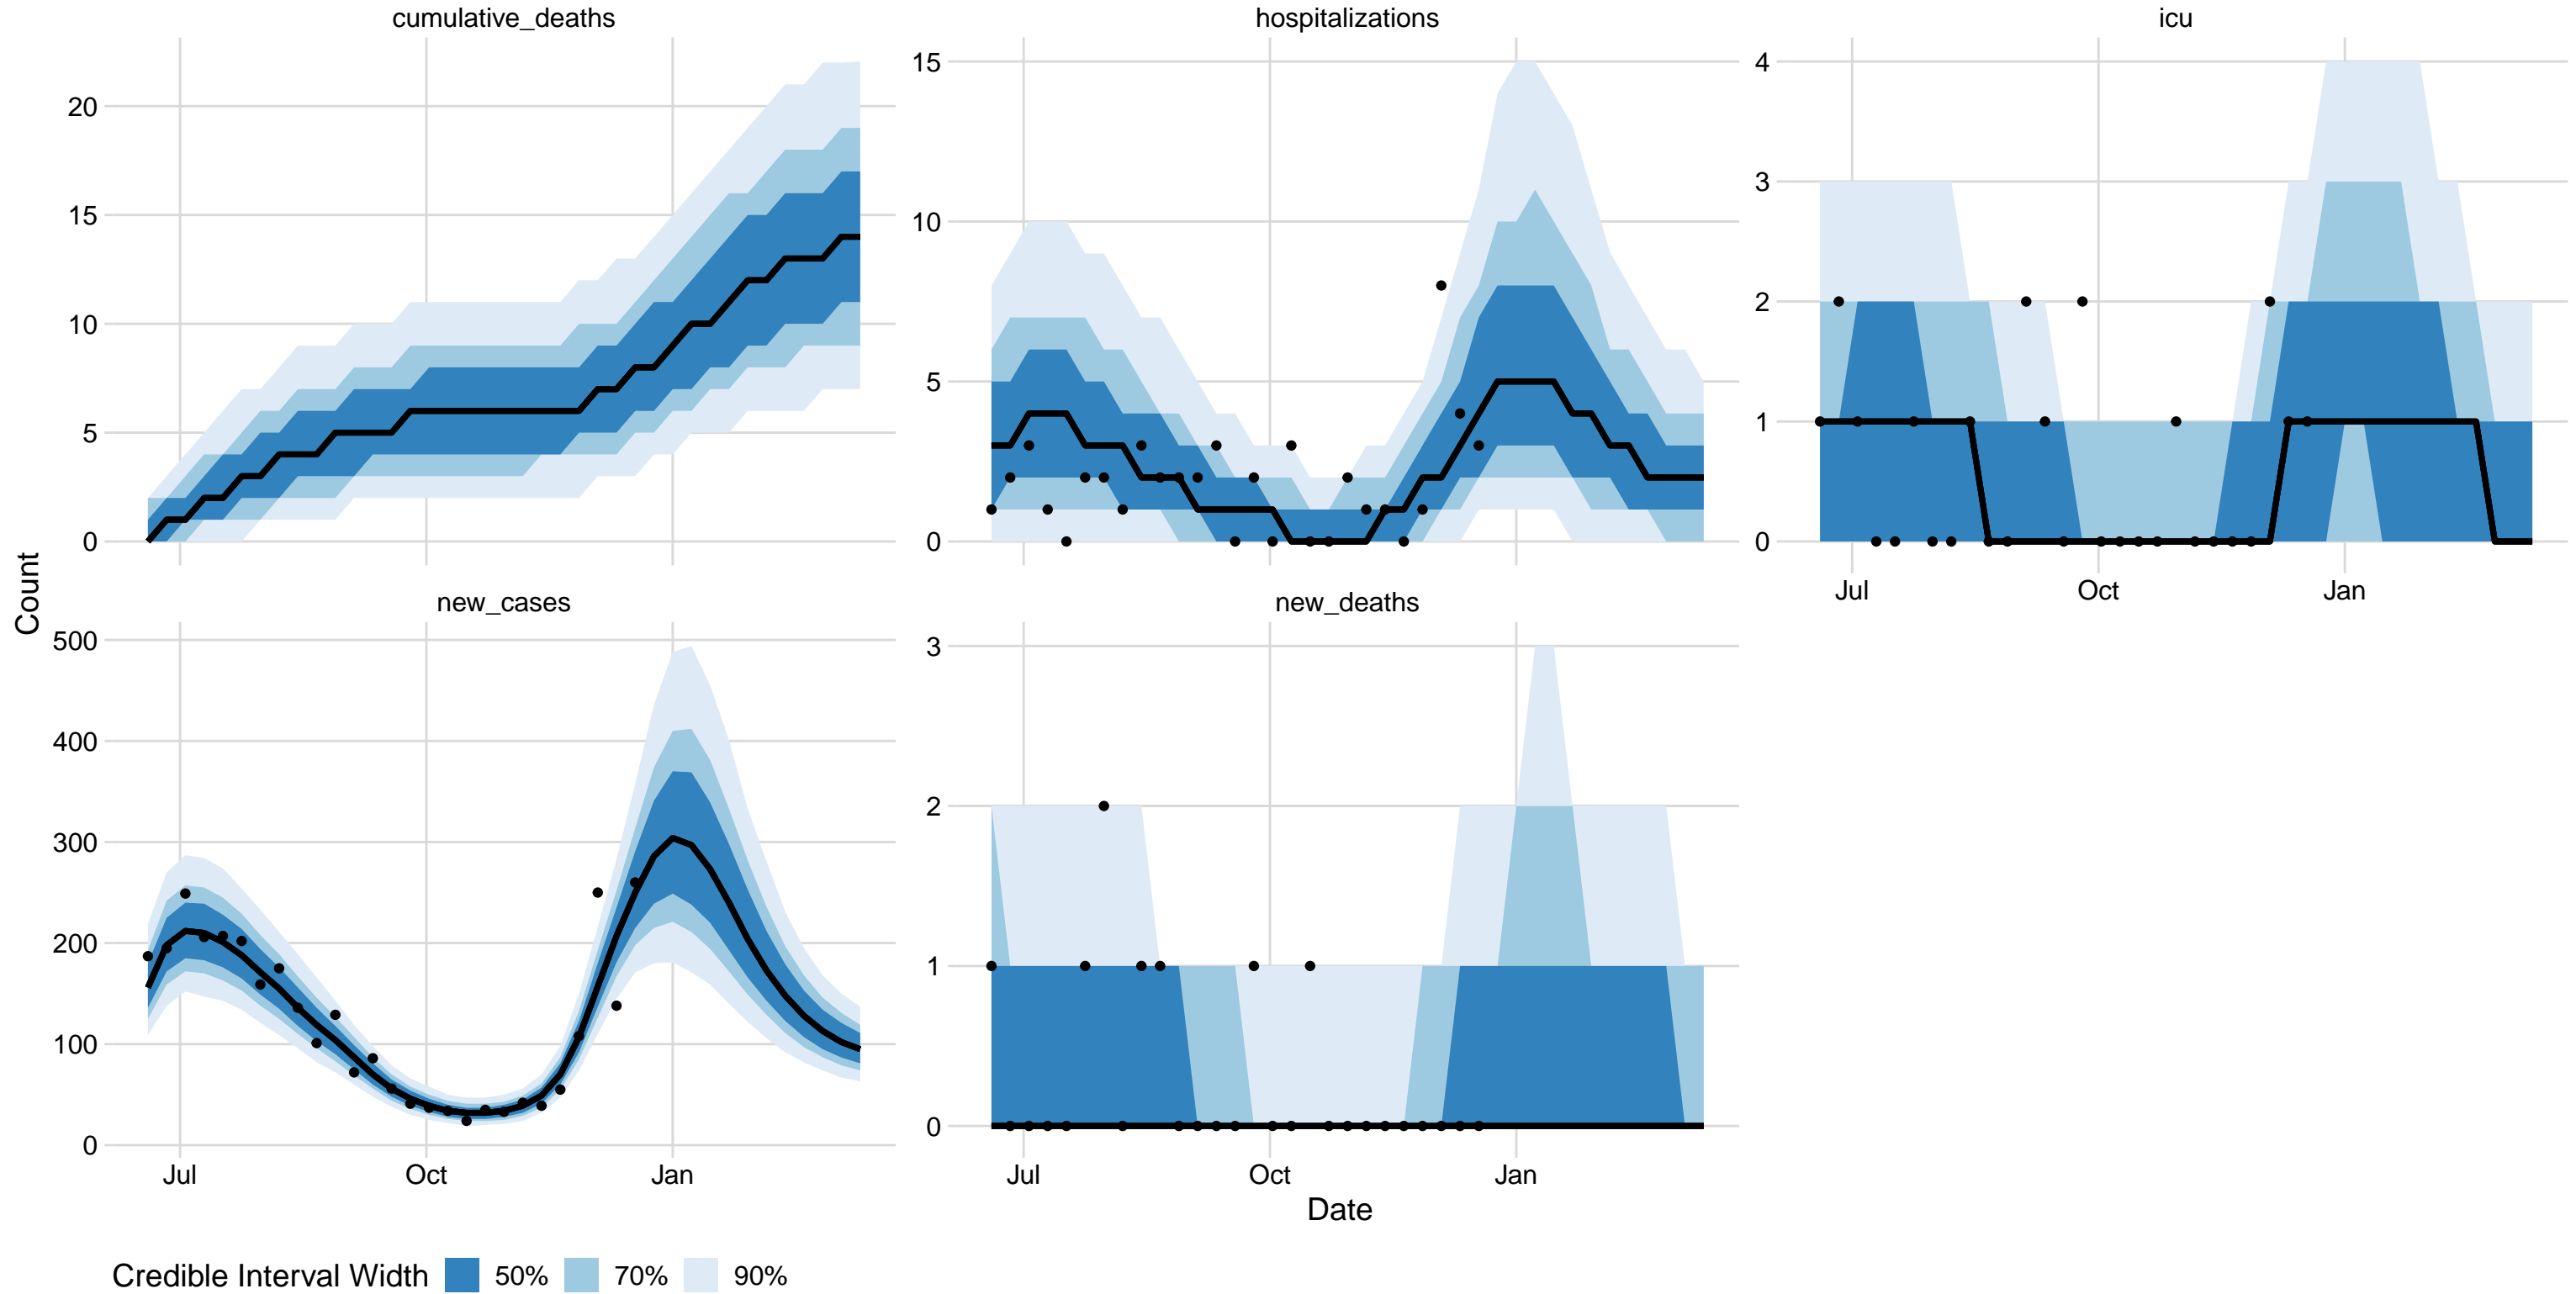 cumulative_deaths
hospitalizations
icu
20
15
10
5
0
15
10
5
0
4
3
2
1
0
Jul
Oct
Jan
Count
new_cases
new_deaths
500
400
300
200
100
0
Jul
Oct
Jan
3
2
1
0
Jul
Oct
Jan
Date
Credible Interval Width 50% 70% 90%